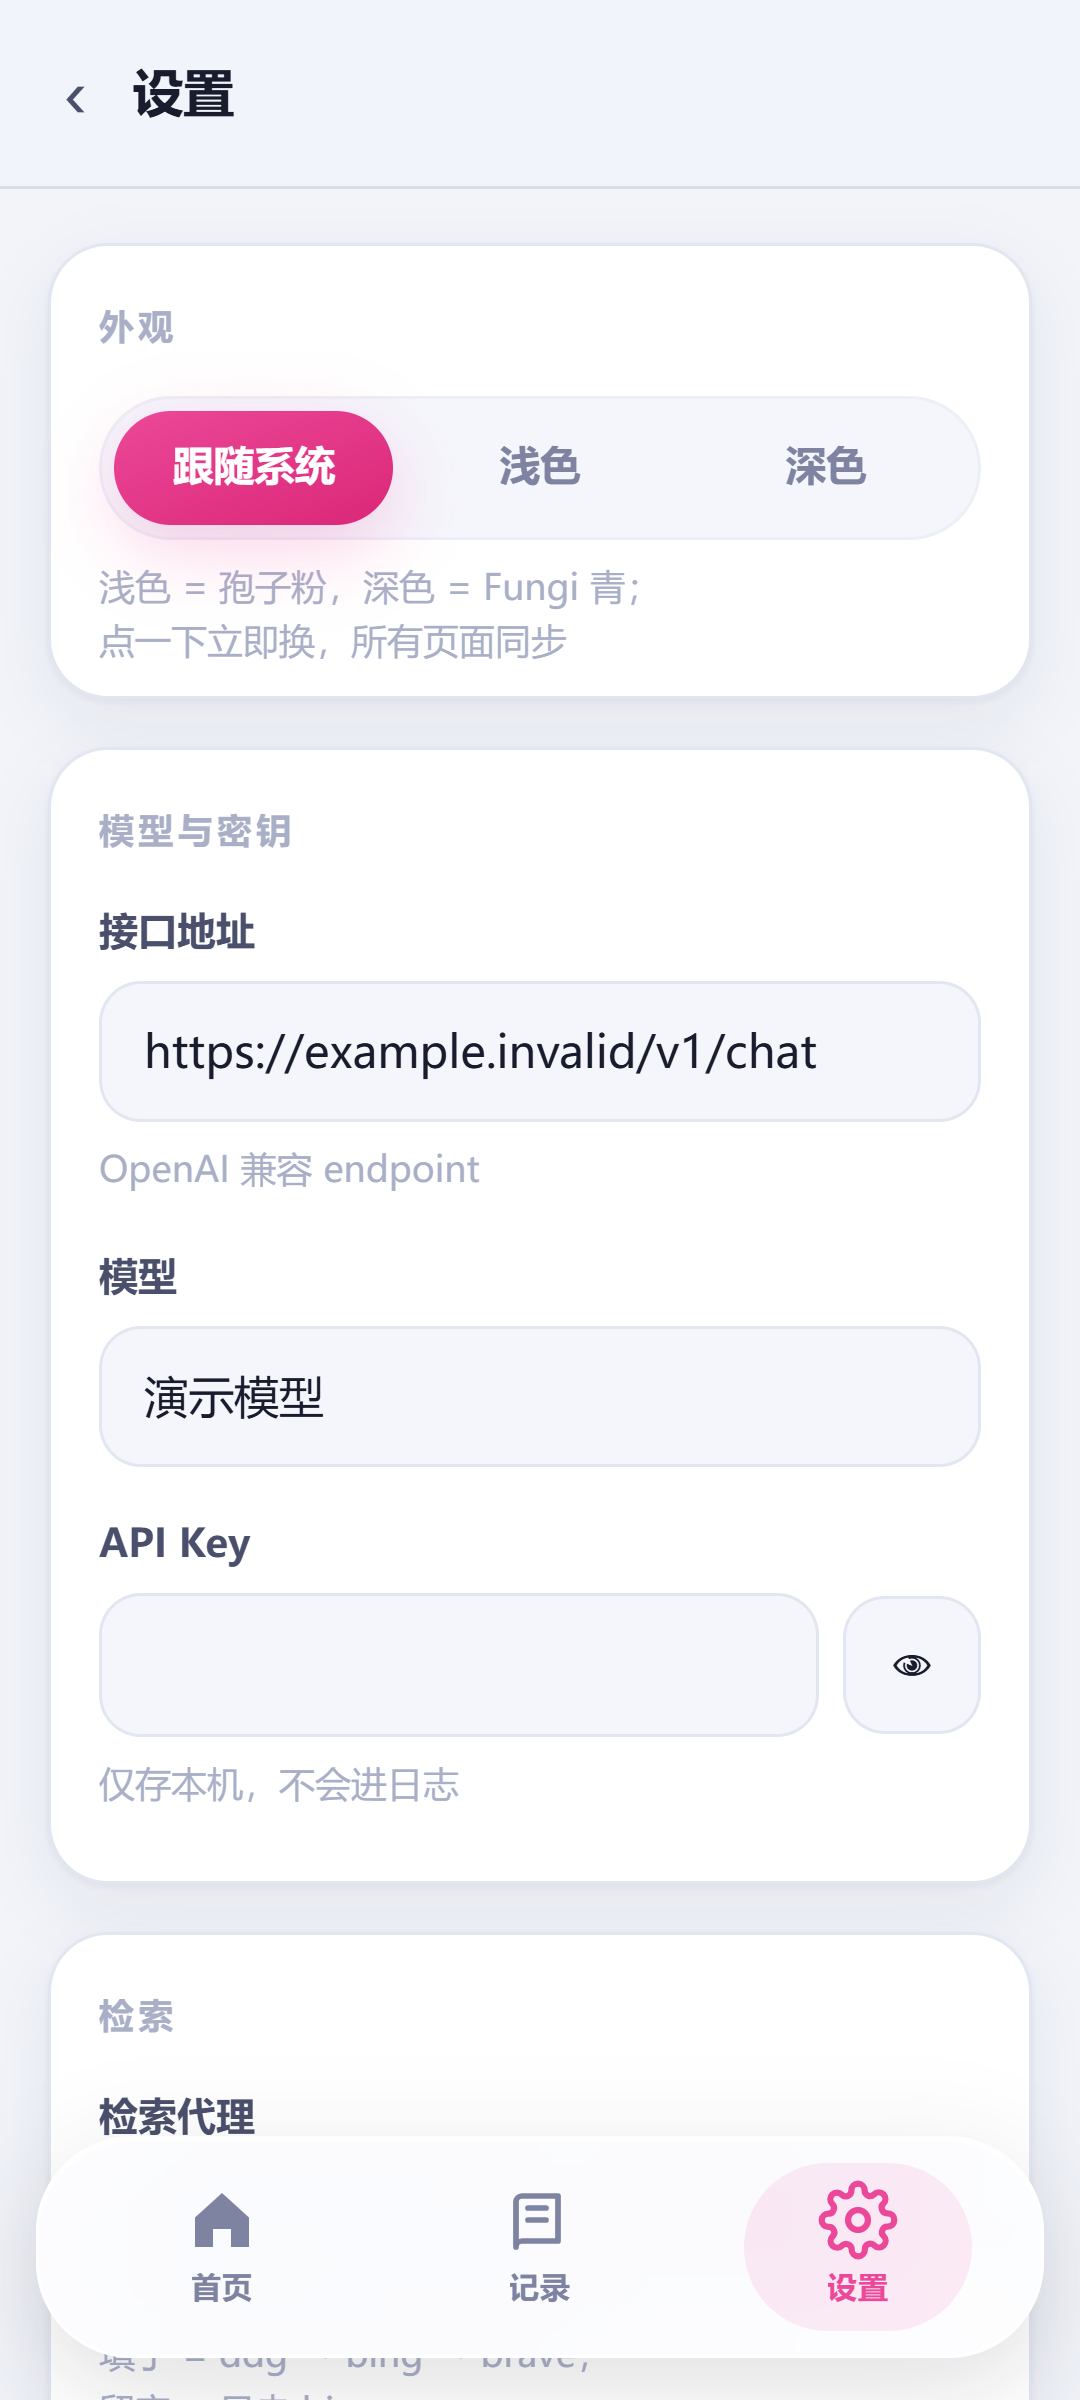 设置
外观
跟随系统
浅色
深色
浅色 = 孢子粉，深色 = Fungi 青；
点一下立即换，所有页面同步
模型与密钥
接口地址
https://example.invalid/v1/chat
OpenAI 兼容 endpoint
模型
演示模型
API Key
仅存本机，不会进日志
检索
检索代理
首页
记录
设置